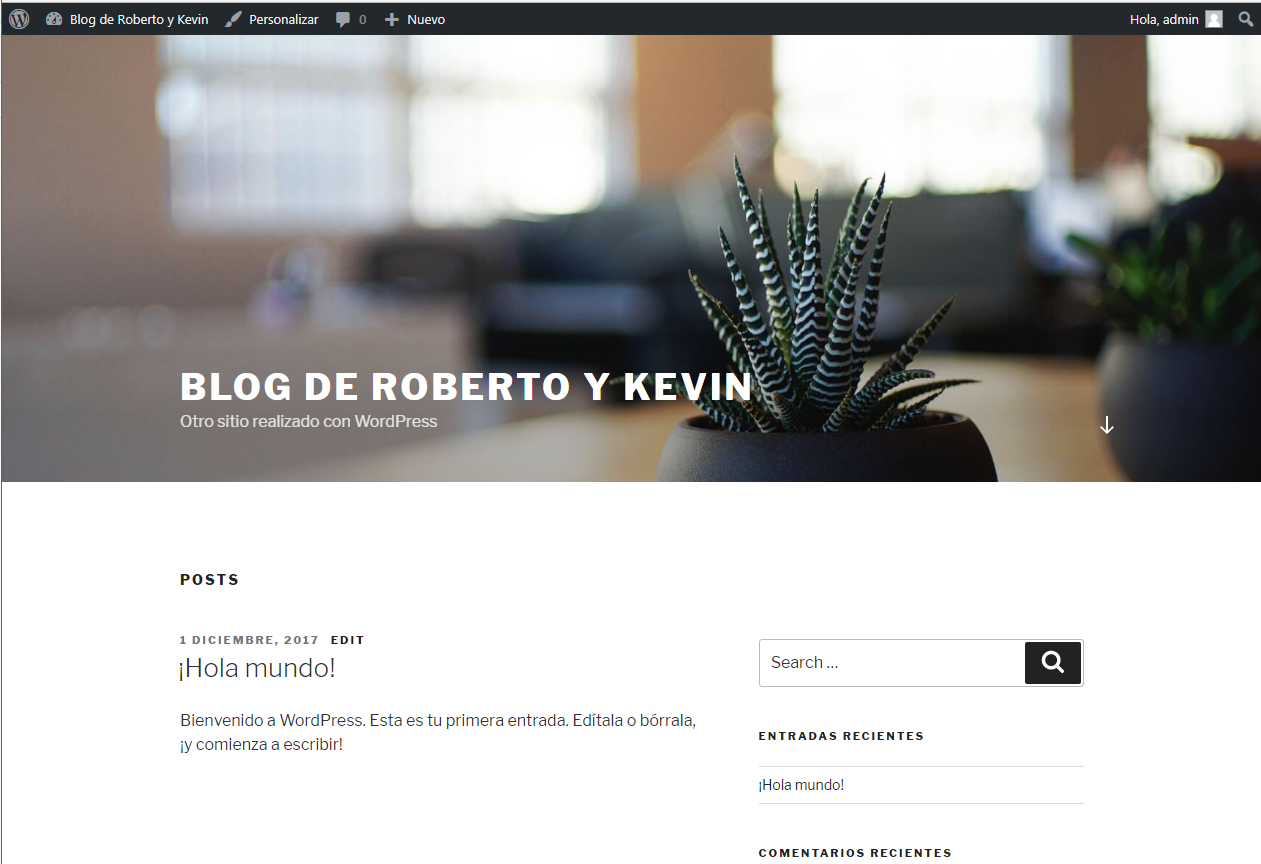 Blog de Roberto y Kevin Personalizar 0 Nuevo Hola, admin
BLOG DE ROBERTO Y KEVIN
Otro sitio realizado con WordPress
POSTS
1 DICIEMBRE, 2017 EDIT
¡Hola mundo!
Bienvenido a WordPress. Esta es tu primera entrada. Edítala o bórrala,
¡y comienza a escribir!
Search …
ENTRADAS RECIENTES
¡Hola mundo!
COMENTARIOS RECIENTES